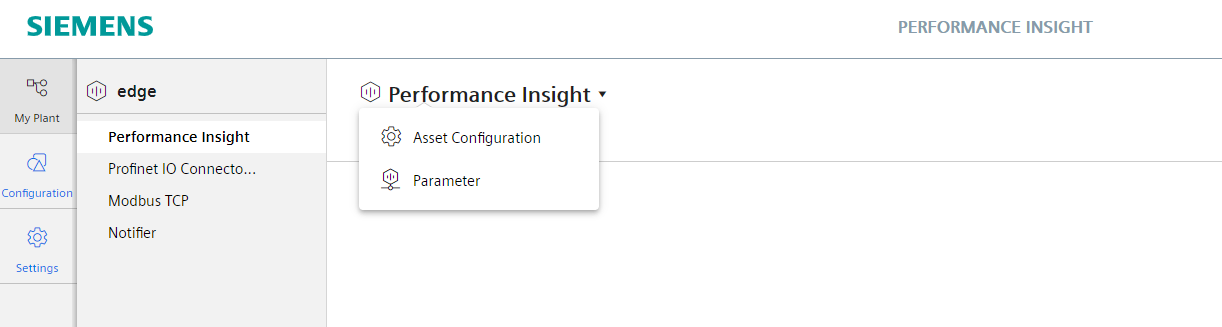 SIEMENS
PERFORMANCE INSIGHT
My Plant
Configuration
Settings
edge
Performance Insight
Profinet IO Connecto...
Modbus TCP
Notifier
Performance Insight
Asset Configuration
Parameter